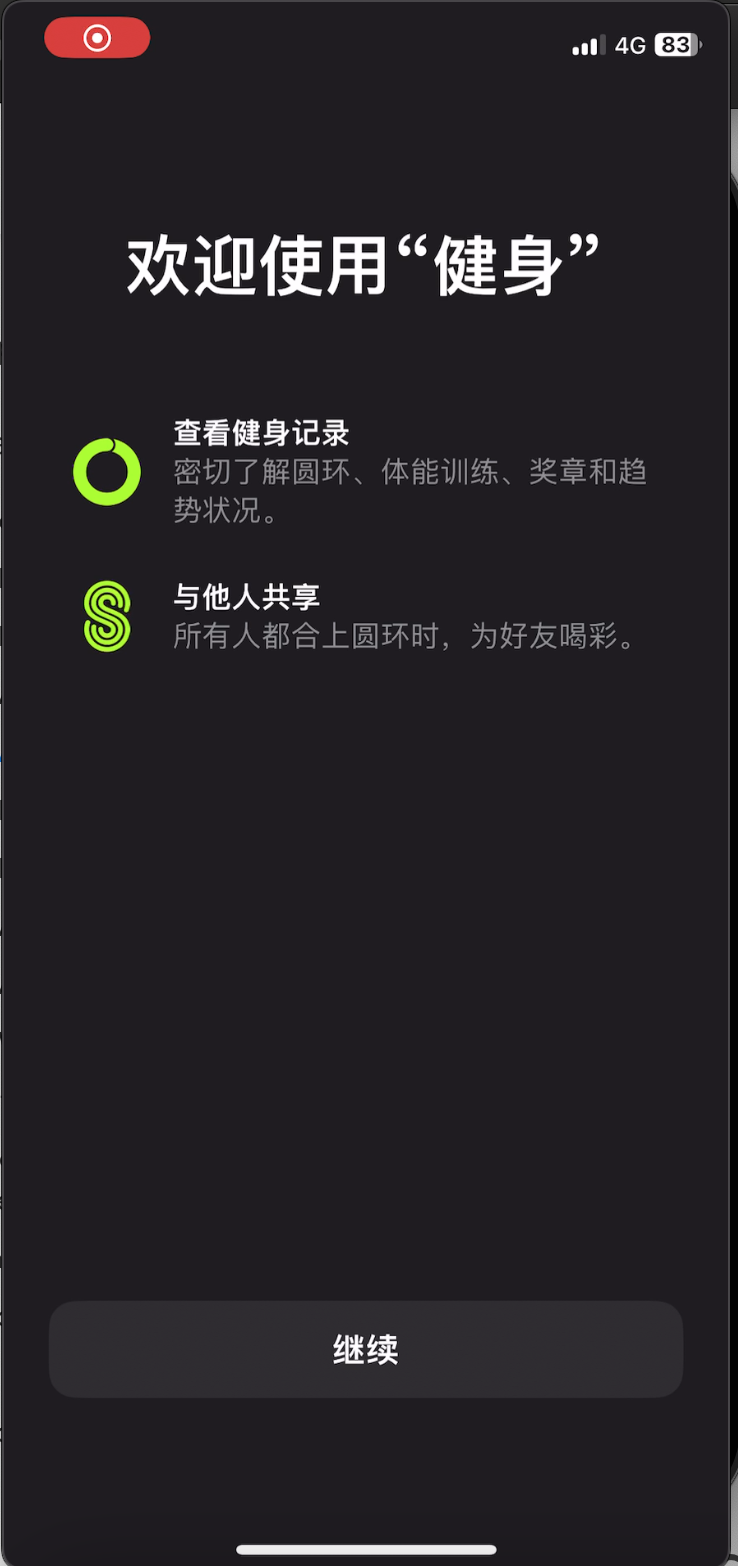 4G 83
欢迎使用“健身”
查看健身记录
密切了解圆环、体能训练、奖章和趋
势状况。
与他人共享
所有人都合上圆环时，为好友喝彩。
继续